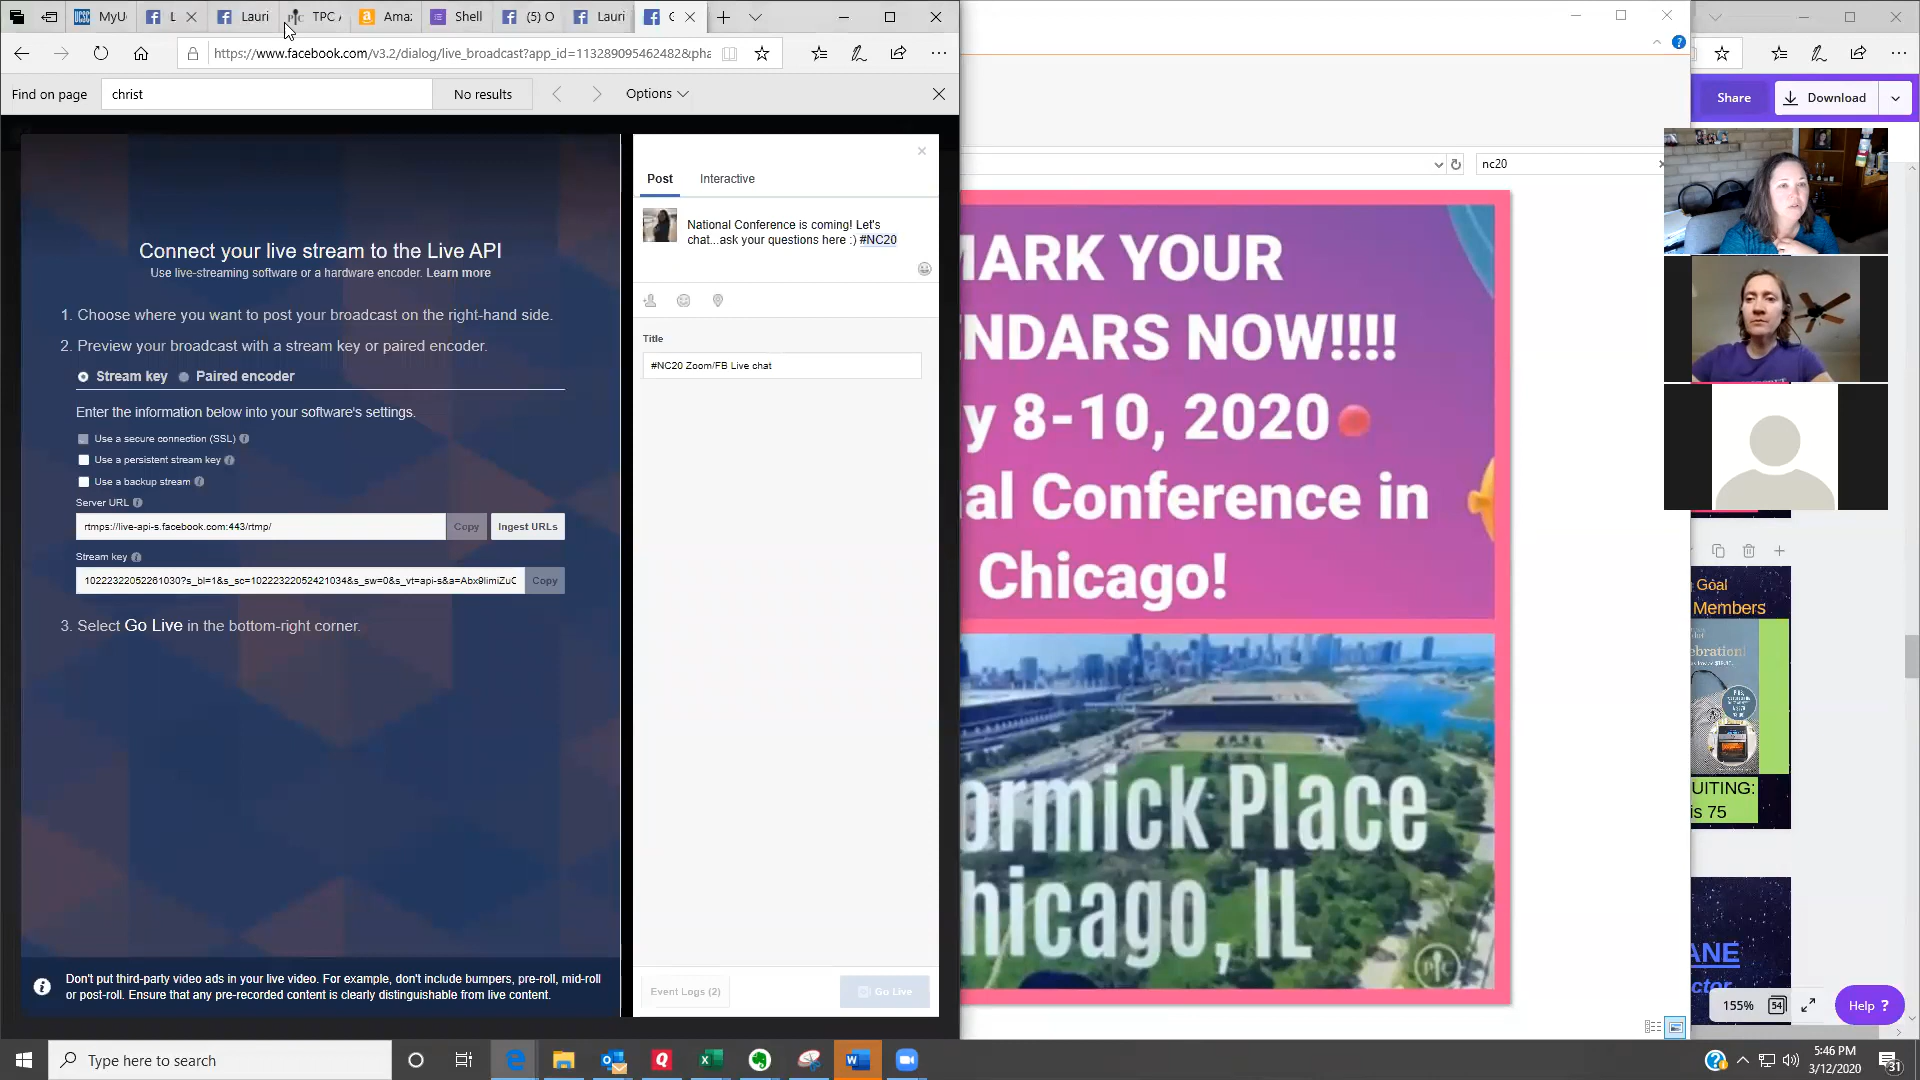 MyU
L
Lauri
TPC A
Ama:
Shell
(5) O
Lauri
https://www.facebook.com/v3.2/dialog/live_broadcast?app_id=113289095462482&pha
Find on page
christ
No results
Options
Connect your live stream to the Live API
Use live-streaming software or a hardware encoder. Learn more
1. Choose where you want to post your broadcast on the right-hand side.
2. Preview your broadcast with a stream key or paired encoder.
Stream key
Paired encoder
Enter the information below into your software's settings.
Use a secure connection (SSL)
Use a persistent stream key
Use a backup stream
Server URL
rtmps://live-api-s.facebook.com:443/rtmp/
Copy
Ingest URLs
Stream key
Copy
3. Select Go Live in the bottom-right corner.
Don't put third-party video ads in your live video. For example, don't include bumpers, pre-roll, mid-roll
or post-roll. Ensure that any pre-recorded content is clearly distinguishable from live content.
Post
Interactive
National Conference is coming! Let's
chat...ask your questions here :) #NC20
Title
#NC20 Zoom/FB Live chat
Event Logs (2)
Go Live
nc20
ARK YOUR
NDARS NOW!!!!
y 8-10, 2020
al Conference in
Chicago!
ormick Place
hicago, IL
Share
Download
Goal
Members
ebration!
UITING:
is 75
ANE
ctor
155%
54
Help ?
Type here to search
5:46 PM
3/12/2020
31